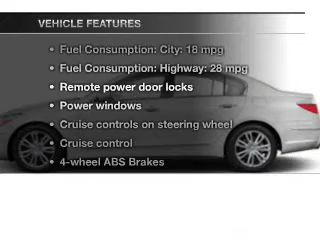 VEHICLE FEATURES
• Fuel Consumption: City: 18 mpg
• Fuel Consumption: Highway: 28 mpg
• Remote power door locks
• Power windows
• Cruise controls on steering wheel
• Cruise control
• 4-wheel ABS Brakes